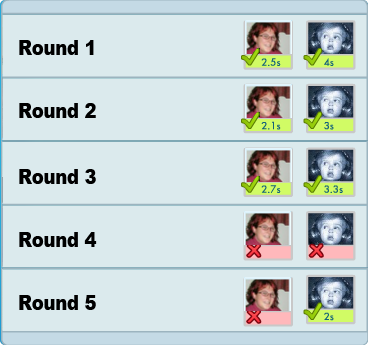 Round 1
2.5s 4s
Round 2
2.1s 3s
Round 3
2.7s 3.3s
Round 4
Round 5
2s